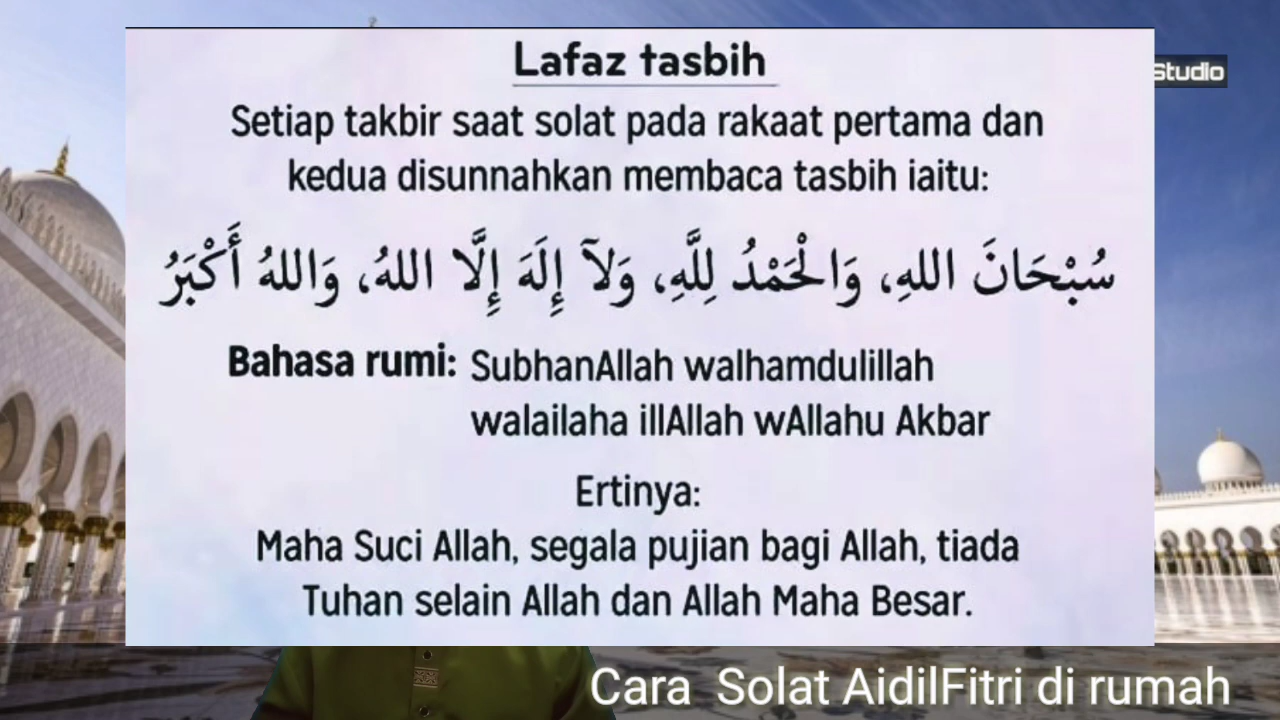 Lafaz tasbih
Studio
Setiap takbir saat solat pada rakaat pertama dan
kedua disunnahkan membaca tasbih iaitu:
سُبْحَانَ اللهِ، وَالْحَمْدُ لِلَّهِ، وَلآ إِلَهَ إِلَّا اللهُ، وَاللهُ أَكْبَرُ
Bahasa rumi: SubhanAllah walhamdulillah
walailaha illAllah wAllahu Akbar
Ertinya:
Maha Suci Allah, segala pujian bagi Allah, tiada
Tuhan selain Allah dan Allah Maha Besar.
Cara Solat AidilFitri di rumah